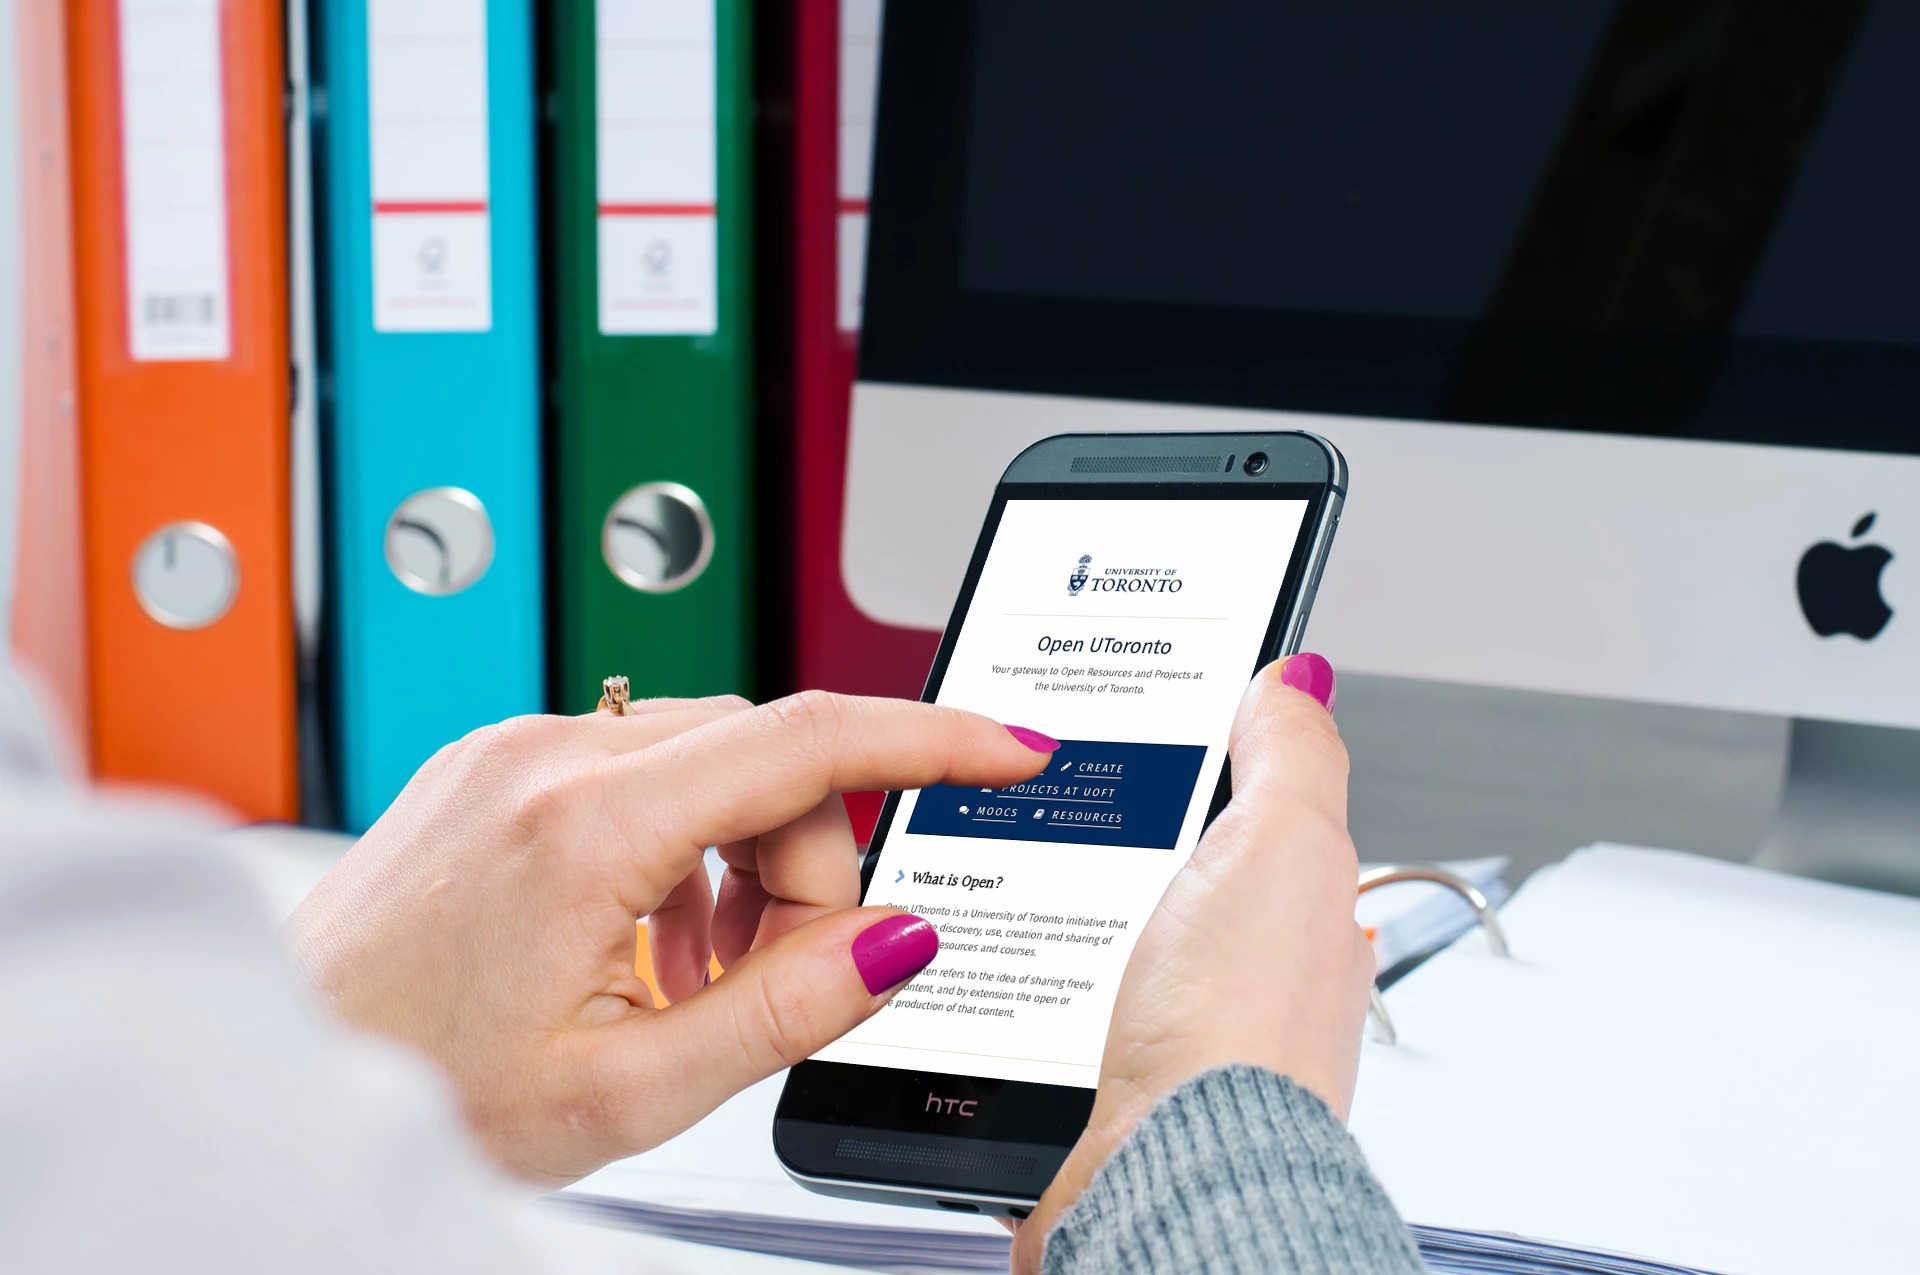 UNIVERSITY OF
TORONTO
Open UToronto
Your gateway to Open Resources and Projects at
the University of Toronto.
CREATE
PROJECTS AT UOFT
MOOCS RESOURCES
What is Open?
Open UToronto is a University of Toronto initiative that
discovery, use, creation and sharing of
resources and courses.
refers to the idea of sharing freely
content, and by extension the open or
production of that content.
hTC